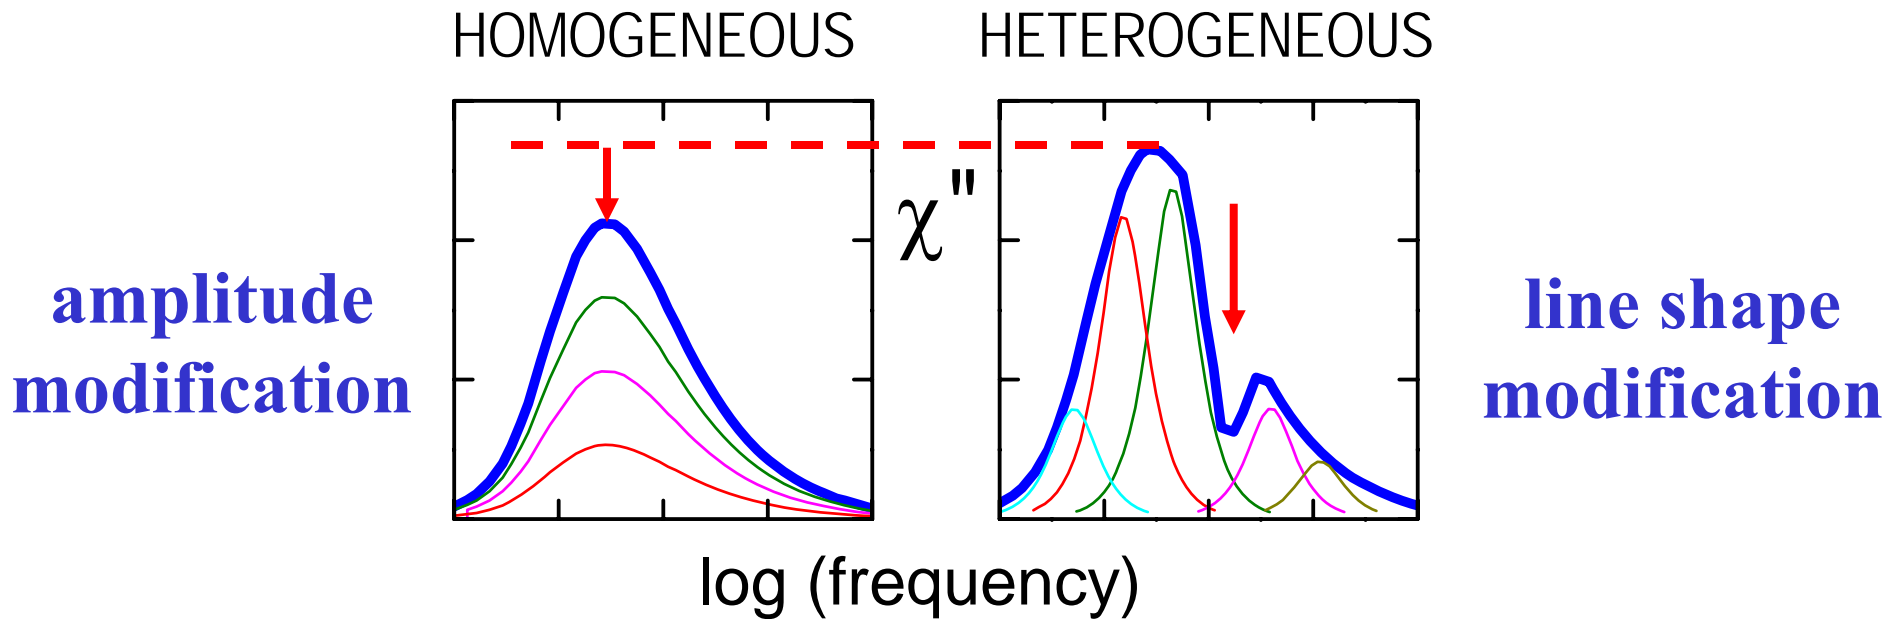 HOMOGENEOUS
HETEROGENEOUS
amplitude
modification
χ"
line shape
modification
log (frequency)